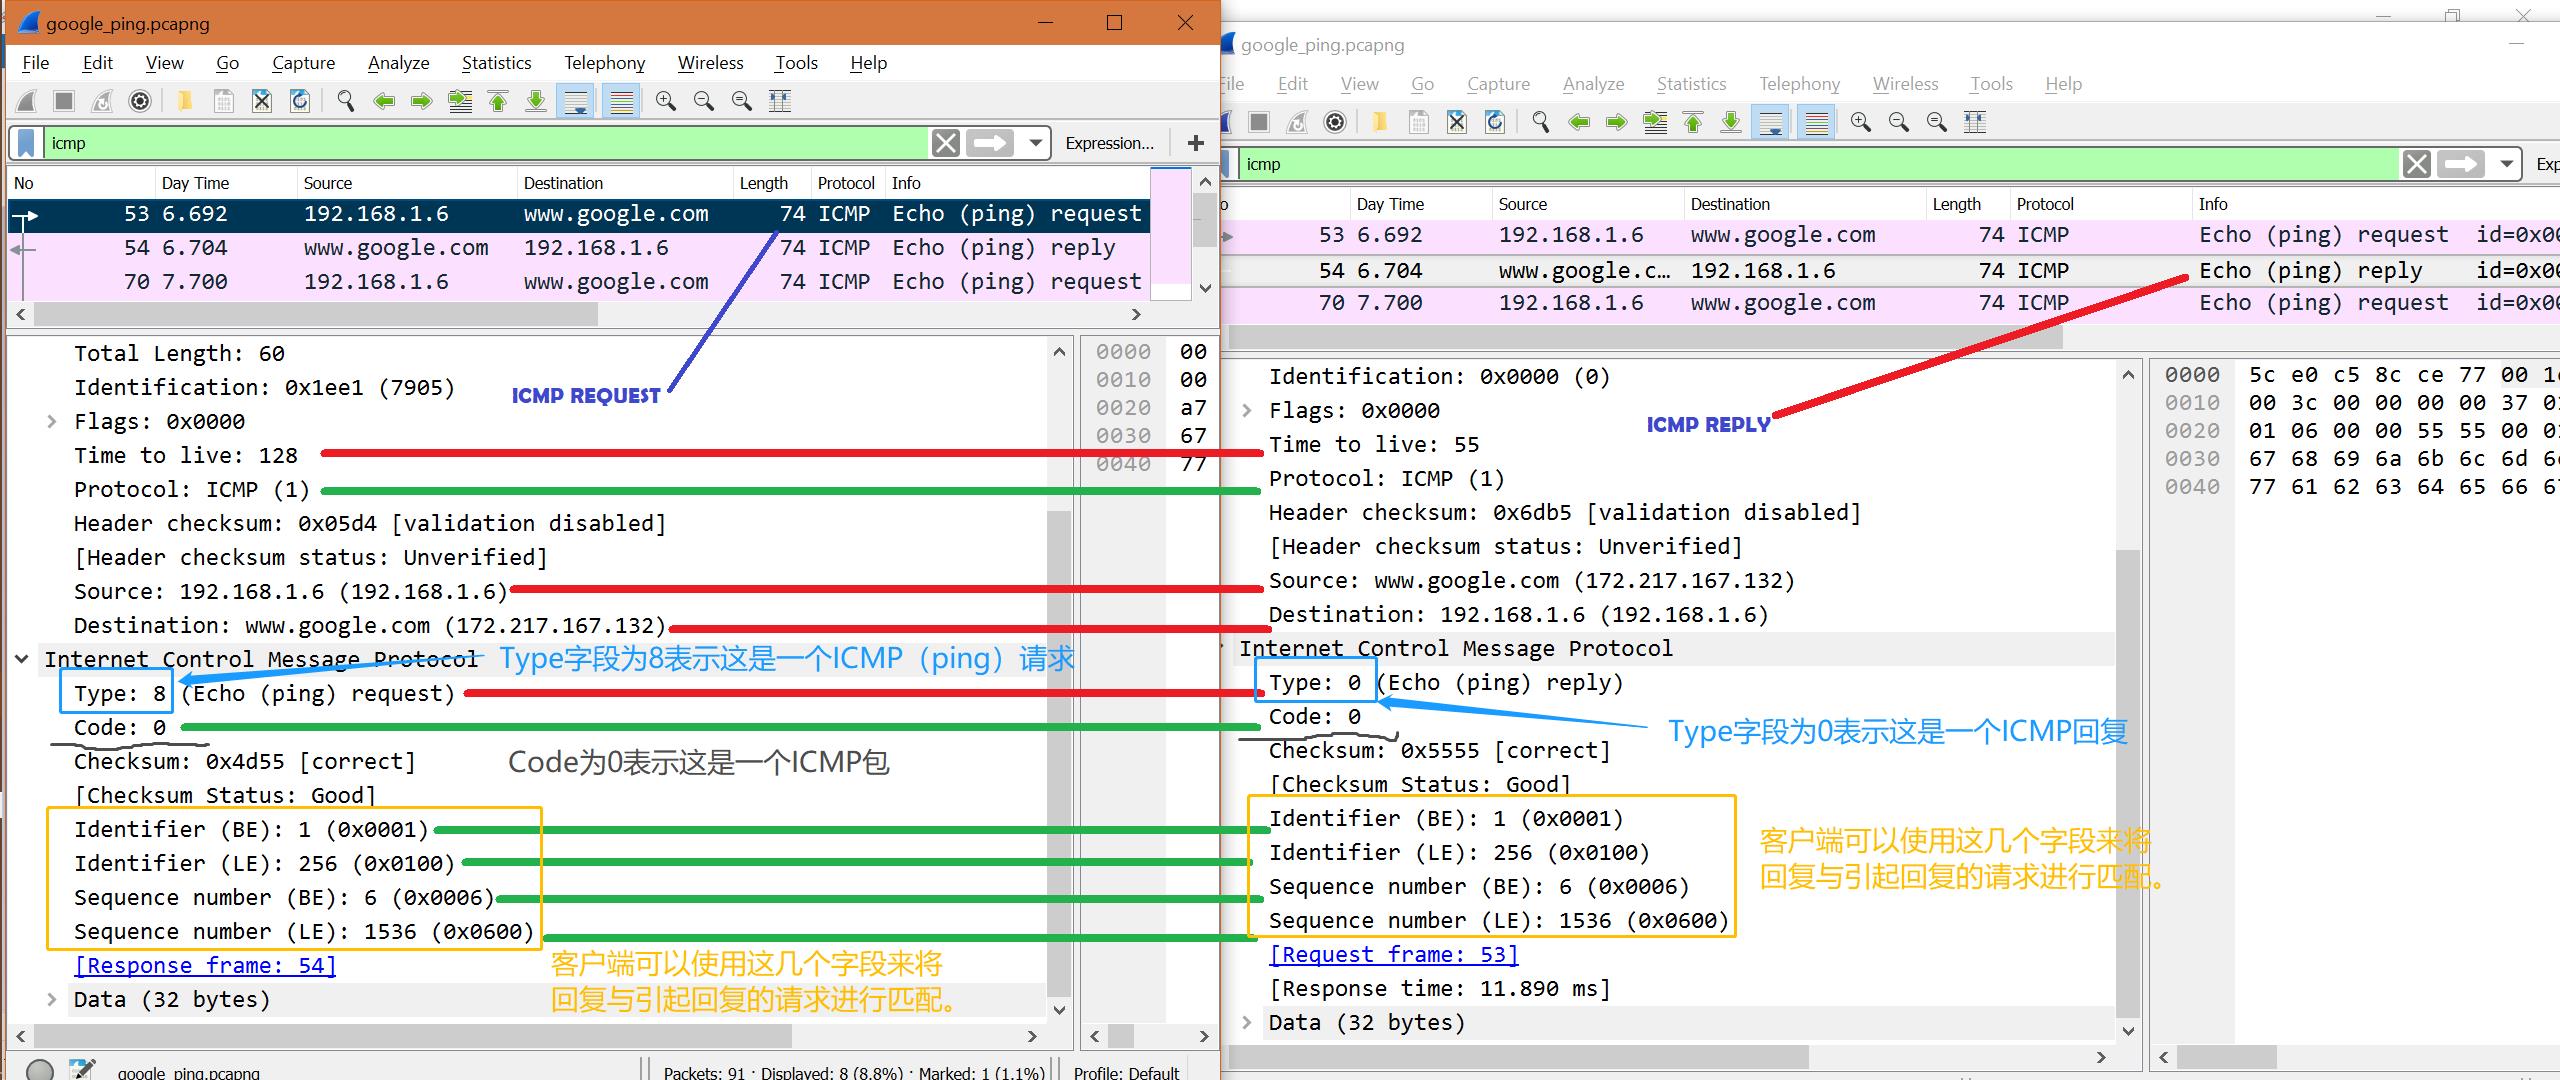 google_ping.pcapng
File Edit View Go Capture Analyze Statistics Telephony Wireless Tools Help
icmp
Expression...
No Day Time Source Destination Length Protocol Info
53 6.692 192.168.1.6 www.google.com 74 ICMP Echo (ping) request
54 6.704 www.google.com 192.168.1.6 74 ICMP Echo (ping) reply
70 7.700 192.168.1.6 www.google.com 74 ICMP Echo (ping) request
ICMP REQUEST
Total Length: 60
Identification: 0x1ee1 (7905)
Flags: 0x0000
Time to live: 128
Protocol: ICMP (1)
Header checksum: 0x05d4 [validation disabled]
[Header checksum status: Unverified]
Source: 192.168.1.6 (192.168.1.6)
Destination: www.google.com (172.217.167.132)
Internet Control Message Protocol
Type字段为8表示这是一个ICMP（ping）请求
Type: 8 (Echo (ping) request)
Code: 0
Code为0表示这是一个ICMP包
Checksum: 0x4d55 [correct]
[Checksum Status: Good]
Identifier (BE): 1 (0x0001)
Identifier (LE): 256 (0x0100)
Sequence number (BE): 6 (0x0006)
Sequence number (LE): 1536 (0x0600)
[Response frame: 54]
Data (32 bytes)
客户端可以使用这几个字段来将
回复与引起回复的请求进行匹配。
0000 00
0010 00
0020 a7
0030 67
0040 77
google_ping.pcapng
Packets: 91 · Displayed: 8 (8.8%) · Marked: 1 (1.1%)
Profile: Default
google_ping.pcapng
File Edit View Go Capture Analyze Statistics Telephony Wireless Tools Help
icmp
Exp
o Day Time Source Destination Length Protocol Info
53 6.692 192.168.1.6 www.google.com 74 ICMP Echo (ping) request id=0x00
54 6.704 www.google.c… 192.168.1.6 74 ICMP Echo (ping) reply id=0x00
70 7.700 192.168.1.6 www.google.com 74 ICMP Echo (ping) request id=0x00
ICMP REPLY
Identification: 0x0000 (0)
Flags: 0x0000
Time to live: 55
Protocol: ICMP (1)
Header checksum: 0x6db5 [validation disabled]
[Header checksum status: Unverified]
Source: www.google.com (172.217.167.132)
Destination: 192.168.1.6 (192.168.1.6)
Internet Control Message Protocol
Type: 0 (Echo (ping) reply)
Code: 0
Type字段为0表示这是一个ICMP回复
Checksum: 0x5555 [correct]
[Checksum Status: Good]
Identifier (BE): 1 (0x0001)
Identifier (LE): 256 (0x0100)
Sequence number (BE): 6 (0x0006)
Sequence number (LE): 1536 (0x0600)
客户端可以使用这几个字段来将
回复与引起回复的请求进行匹配。
[Request frame: 53]
[Response time: 11.890 ms]
Data (32 bytes)
0000 5c e0 c5 8c ce 77 00
0010 00 3c 00 00 00 00 37
0020 01 06 00 00 55 55 00
0030 67 68 69 6a 6b 6c 6d
0040 77 61 62 63 64 65 66